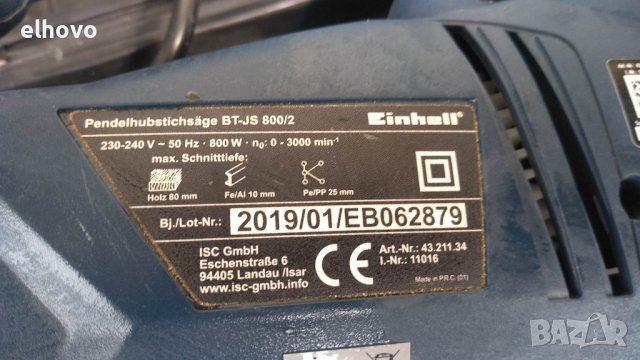 elhovo
Pendelhubstichsäge BT-JS 800/2
Einhell
230-240 V ~ 50 Hz · 800 W · n0: 0 - 3000 min-1
max. Schnitttiefe:
Holz 80 mm
Fe/Al 10 mm
Pe/PP 25 mm
Bj./Lot-Nr.:
2019/01/EB062879
ISC GmbH
Eschenstraße 6
94405 Landau /Isar
www.isc-gmbh.info
CE
Art.-Nr.: 43.211.34
I.-Nr.: 11016
Made in P.R.C. (01)
BAZAR